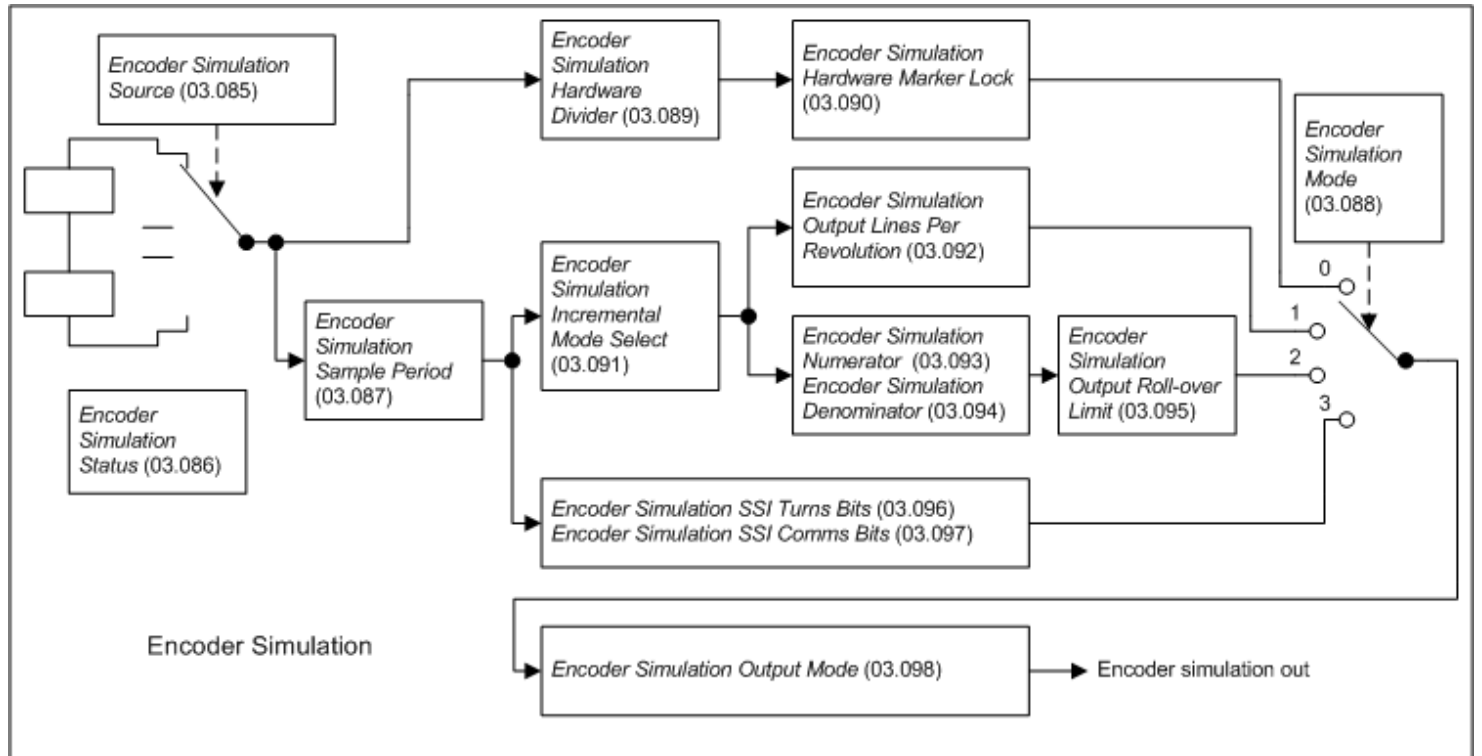 Encoder Simulation
Source (03.085)
Encoder
Simulation
Hardware
Divider (03.089)
Encoder Simulation
Hardware Marker Lock
(03.090)
Encoder
Simulation
Mode
(03.088)
Encoder Simulation
Output Lines Per
Revolution (03.092)
Encoder
Simulation
Incremental
Mode Select
(03.091)
0
1
2
3
Encoder
Simulation
Sample Period
(03.087)
Encoder Simulation
Numerator (03.093)
Encoder Simulation
Denominator (03.094)
Encoder
Simulation
Output Roll-over
Limit (03.095)
Encoder
Simulation
Status (03.086)
Encoder Simulation SSI Turns Bits (03.096)
Encoder Simulation SSI Comms Bits (03.097)
Encoder Simulation
Encoder Simulation Output Mode (03.098)
Encoder simulation out